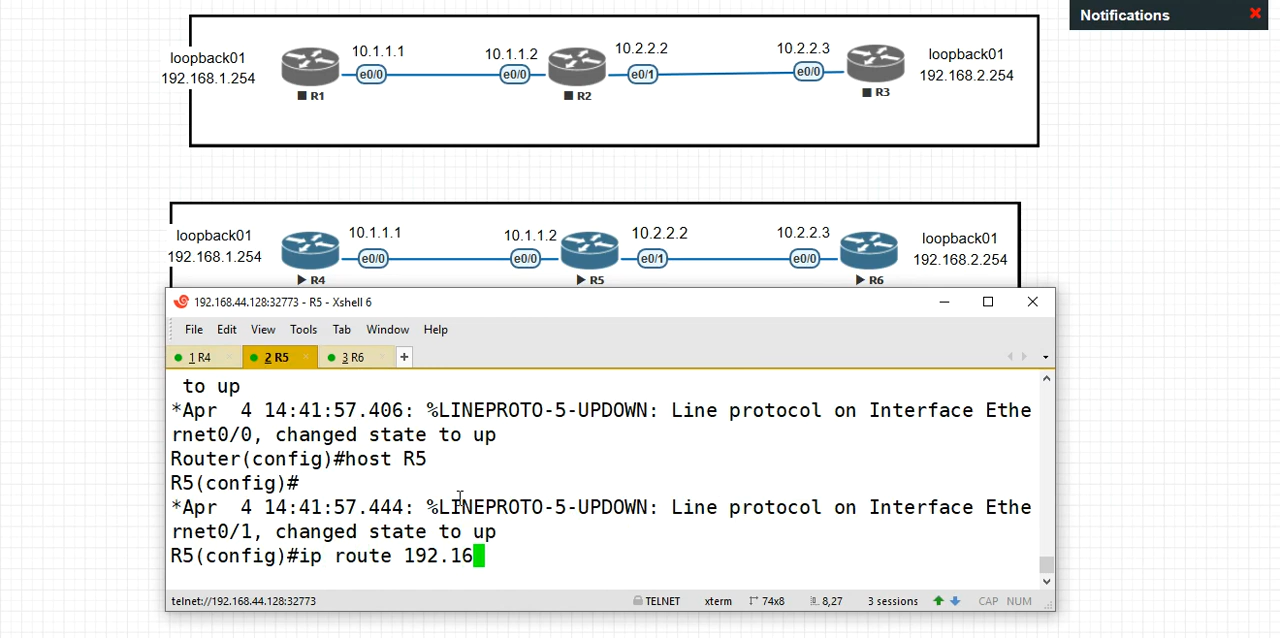 Notifications
loopback01
192.168.1.254
10.1.1.1
e0/0
R1
10.1.1.2
e0/0
R2
10.2.2.2
e0/1
10.2.2.3
e0/0
R3
loopback01
192.168.2.254
loopback01
192.168.1.254
10.1.1.1
e0/0
R4
10.1.1.2
e0/0
R5
10.2.2.2
e0/1
10.2.2.3
e0/0
R6
loopback01
192.168.2.254
192.168.44.128:32773 - R5 - Xshell 6
File Edit View Tools Tab Window Help
1 R4 2 R5 3 R6 +
to up
*Apr  4 14:41:57.406: %LINEPROTO-5-UPDOWN: Line protocol on Interface Ethe
rnet0/0, changed state to up
Router(config)#host R5
R5(config)#
*Apr  4 14:41:57.444: %LINEPROTO-5-UPDOWN: Line protocol on Interface Ethe
rnet0/1, changed state to up
R5(config)#ip route 192.16
telnet://192.168.44.128:32773 TELNET xterm 74x8 8,27 3 sessions CAP NUM